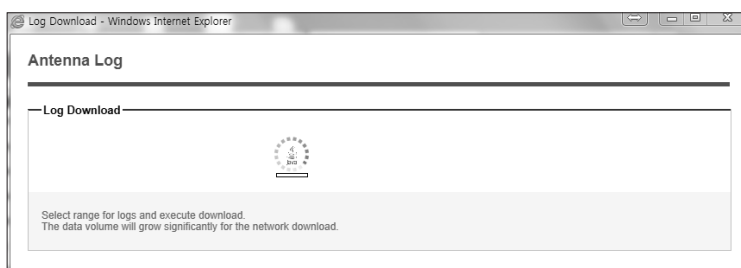 Log Download - Windows Internet Explorer
Antenna Log
Log Download
Java
Select range for logs and execute download.
The data volume will grow significantly for the network download.